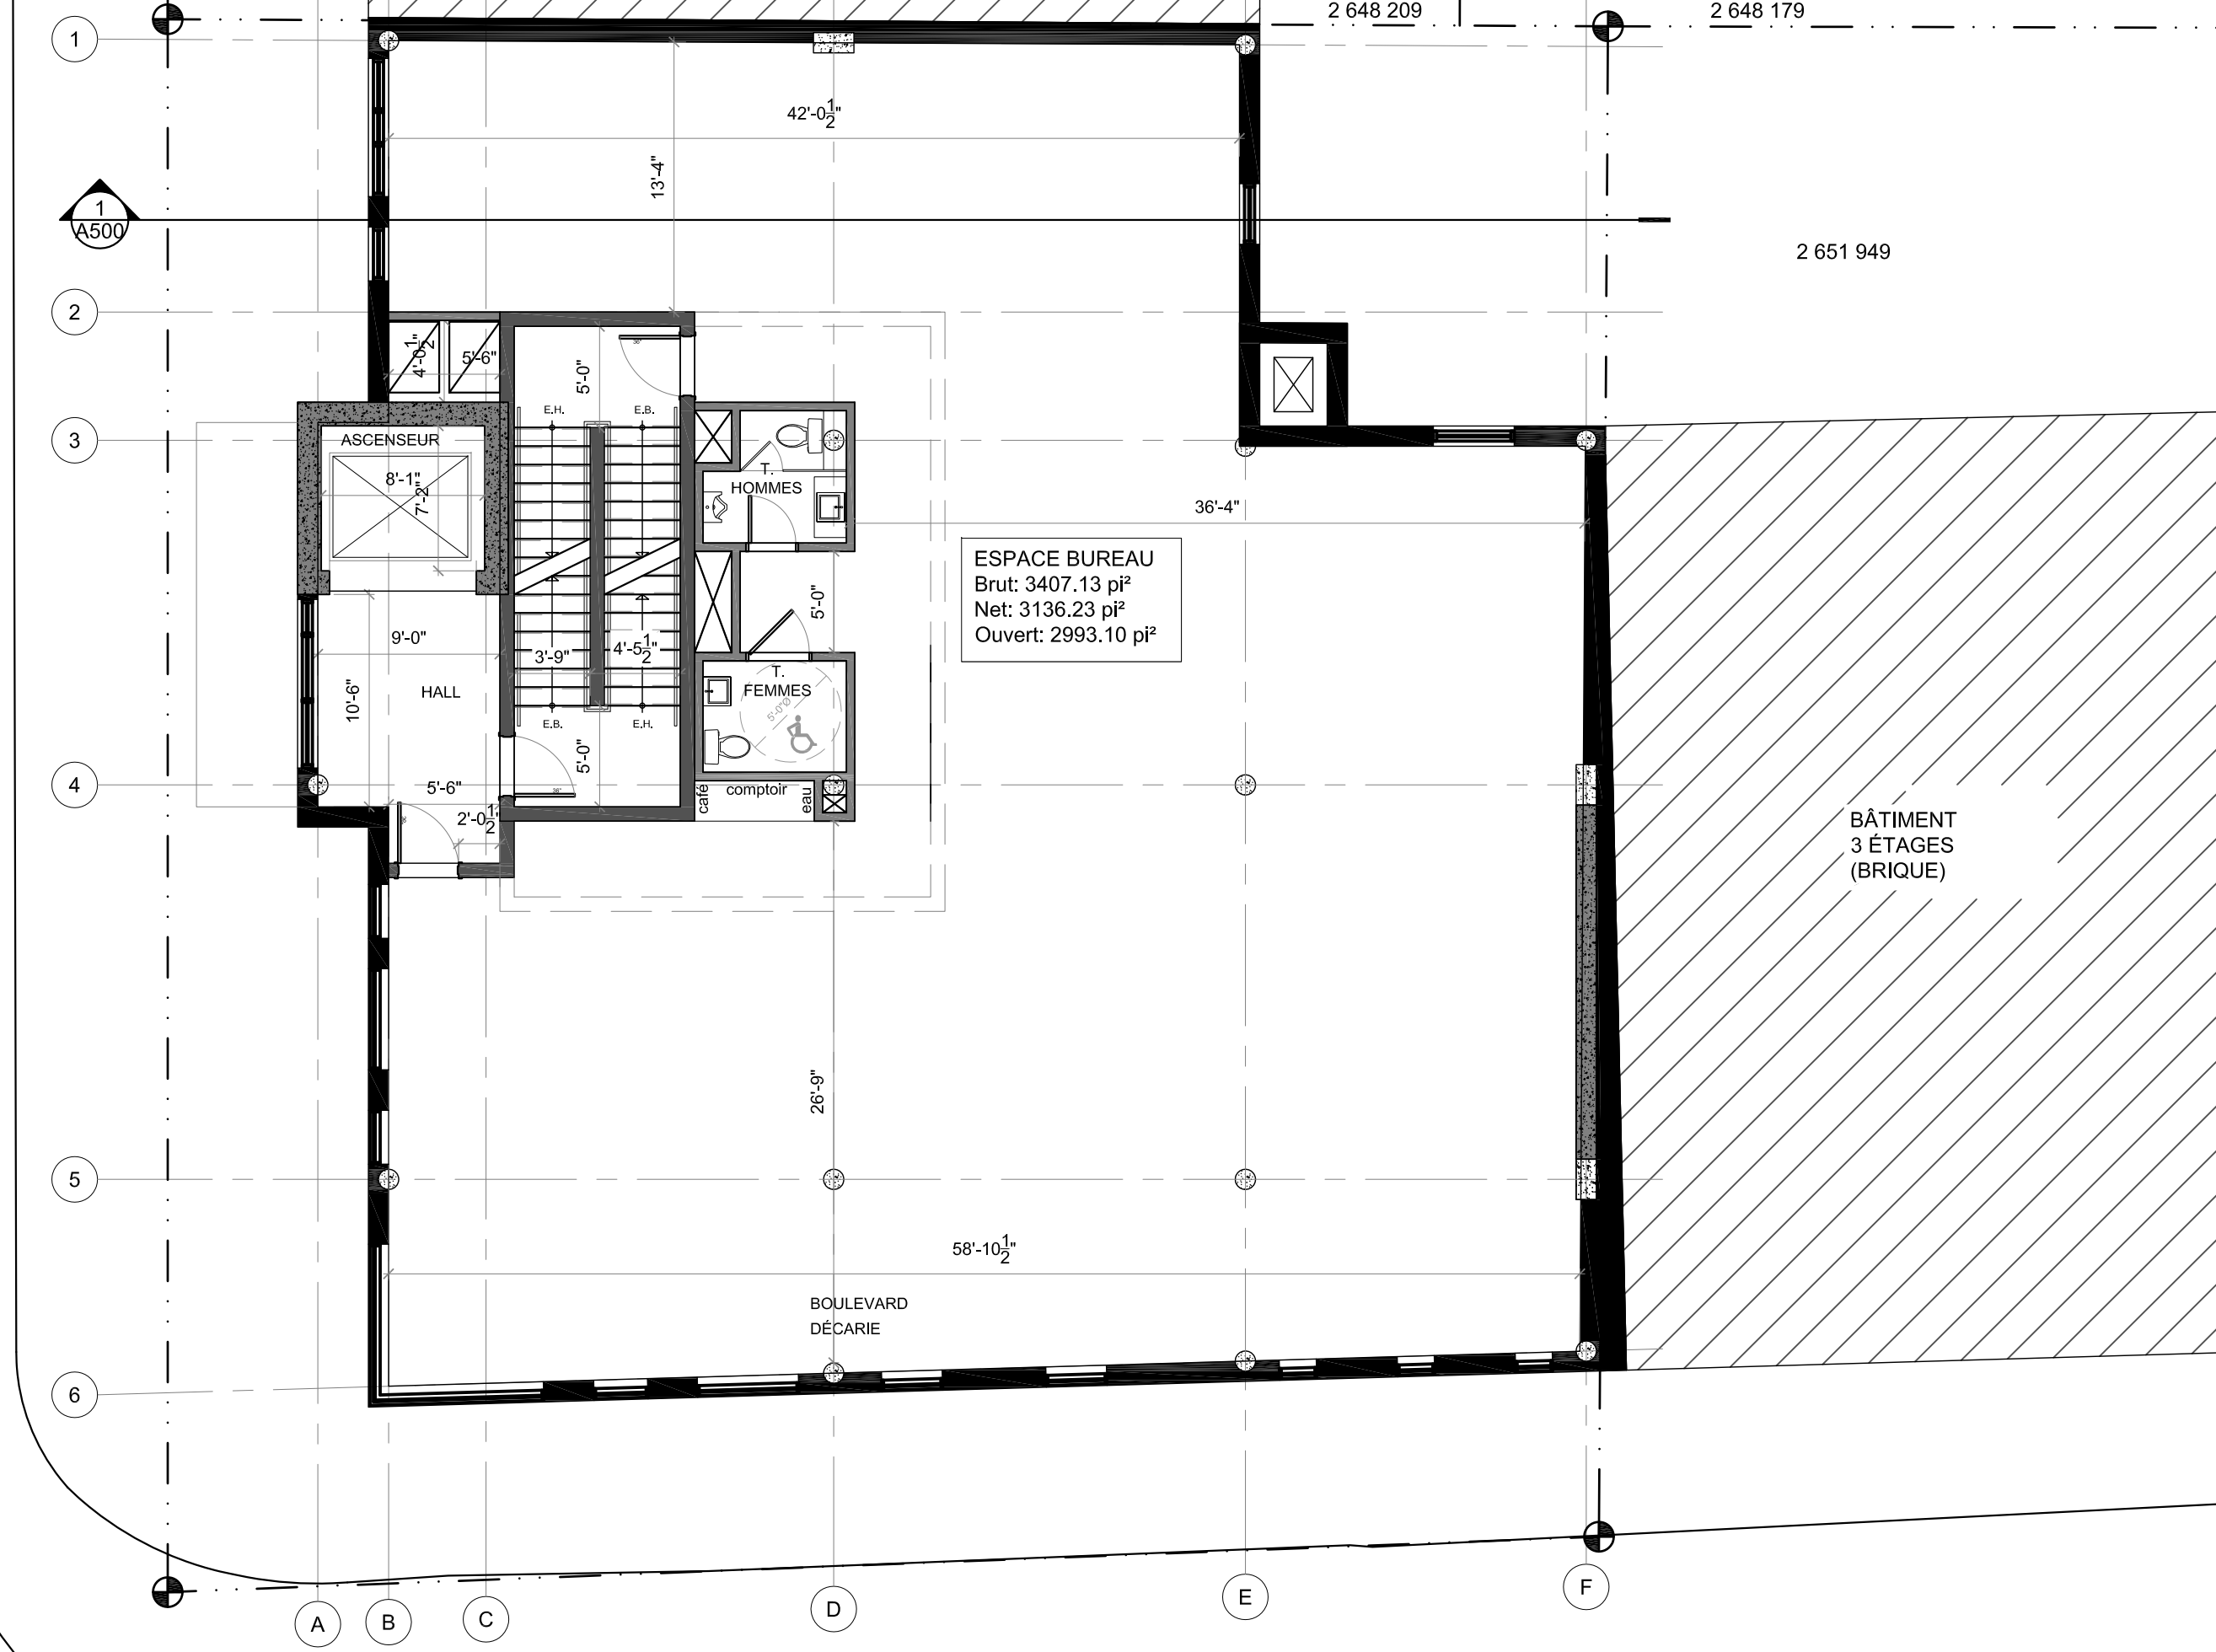 2 648 209
2 648 179
1
42'-0 1/2"
13'-4"
1
A500
2 651 949
2
4'-0 1/2"
5'-6"
5'-0"
36"
E.H.
E.B.
3
ASCENSEUR
8'-1"
7'-2"
T.
HOMMES
36'-4"
ESPACE BUREAU
Brut: 3407.13 pi²
Net: 3136.23 pi²
Ouvert: 2993.10 pi²
5'-0"
9'-0"
3'-9"
4'-5 1/2"
10'-6"
HALL
T.
FEMMES
5'-0"Ø
E.B.
E.H.
5'-0"
36"
4
5'-6"
café
comptoir
eau
2'-0 1/2"
BÂTIMENT
3 ÉTAGES
(BRIQUE)
26'-9"
5
58'-10 1/2"
BOULEVARD
DÉCARIE
6
A
B
C
D
E
F